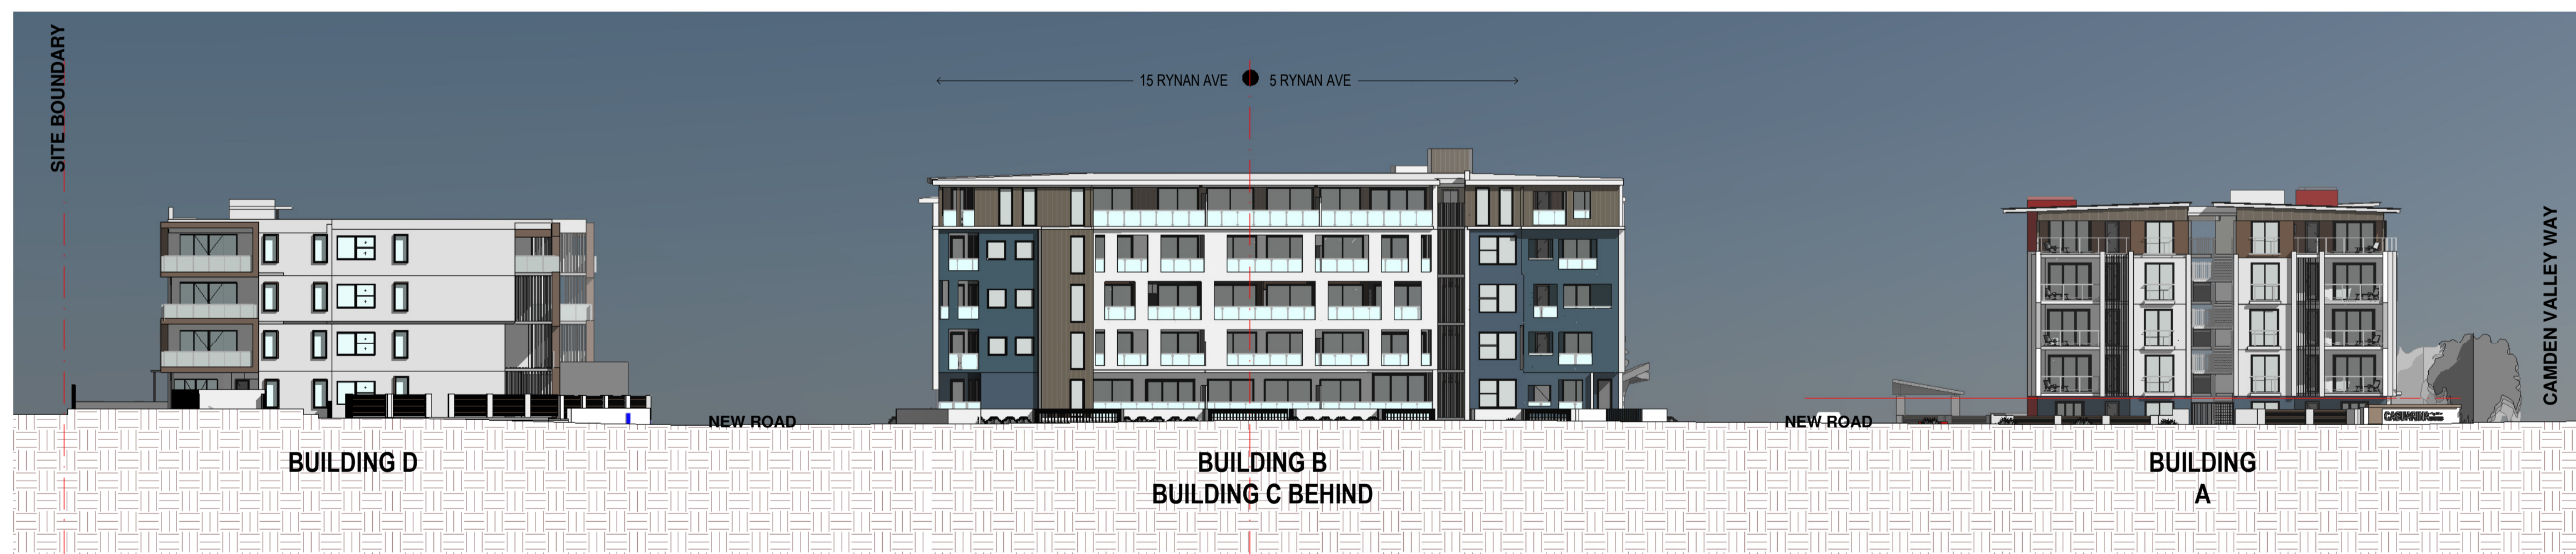 SITE BOUNDARY
15 RYNAN AVE
5 RYNAN AVE
CAMDEN VALLEY WAY
NEW ROAD
NEW ROAD
CASUARINA
BUILDING D
BUILDING B
BUILDING C BEHIND
BUILDING
A